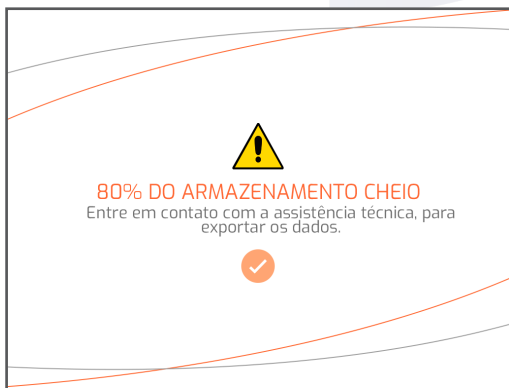 80% DO ARMAZENAMENTO CHEIO
Entre em contato com a assistência técnica, para
exportar os dados.